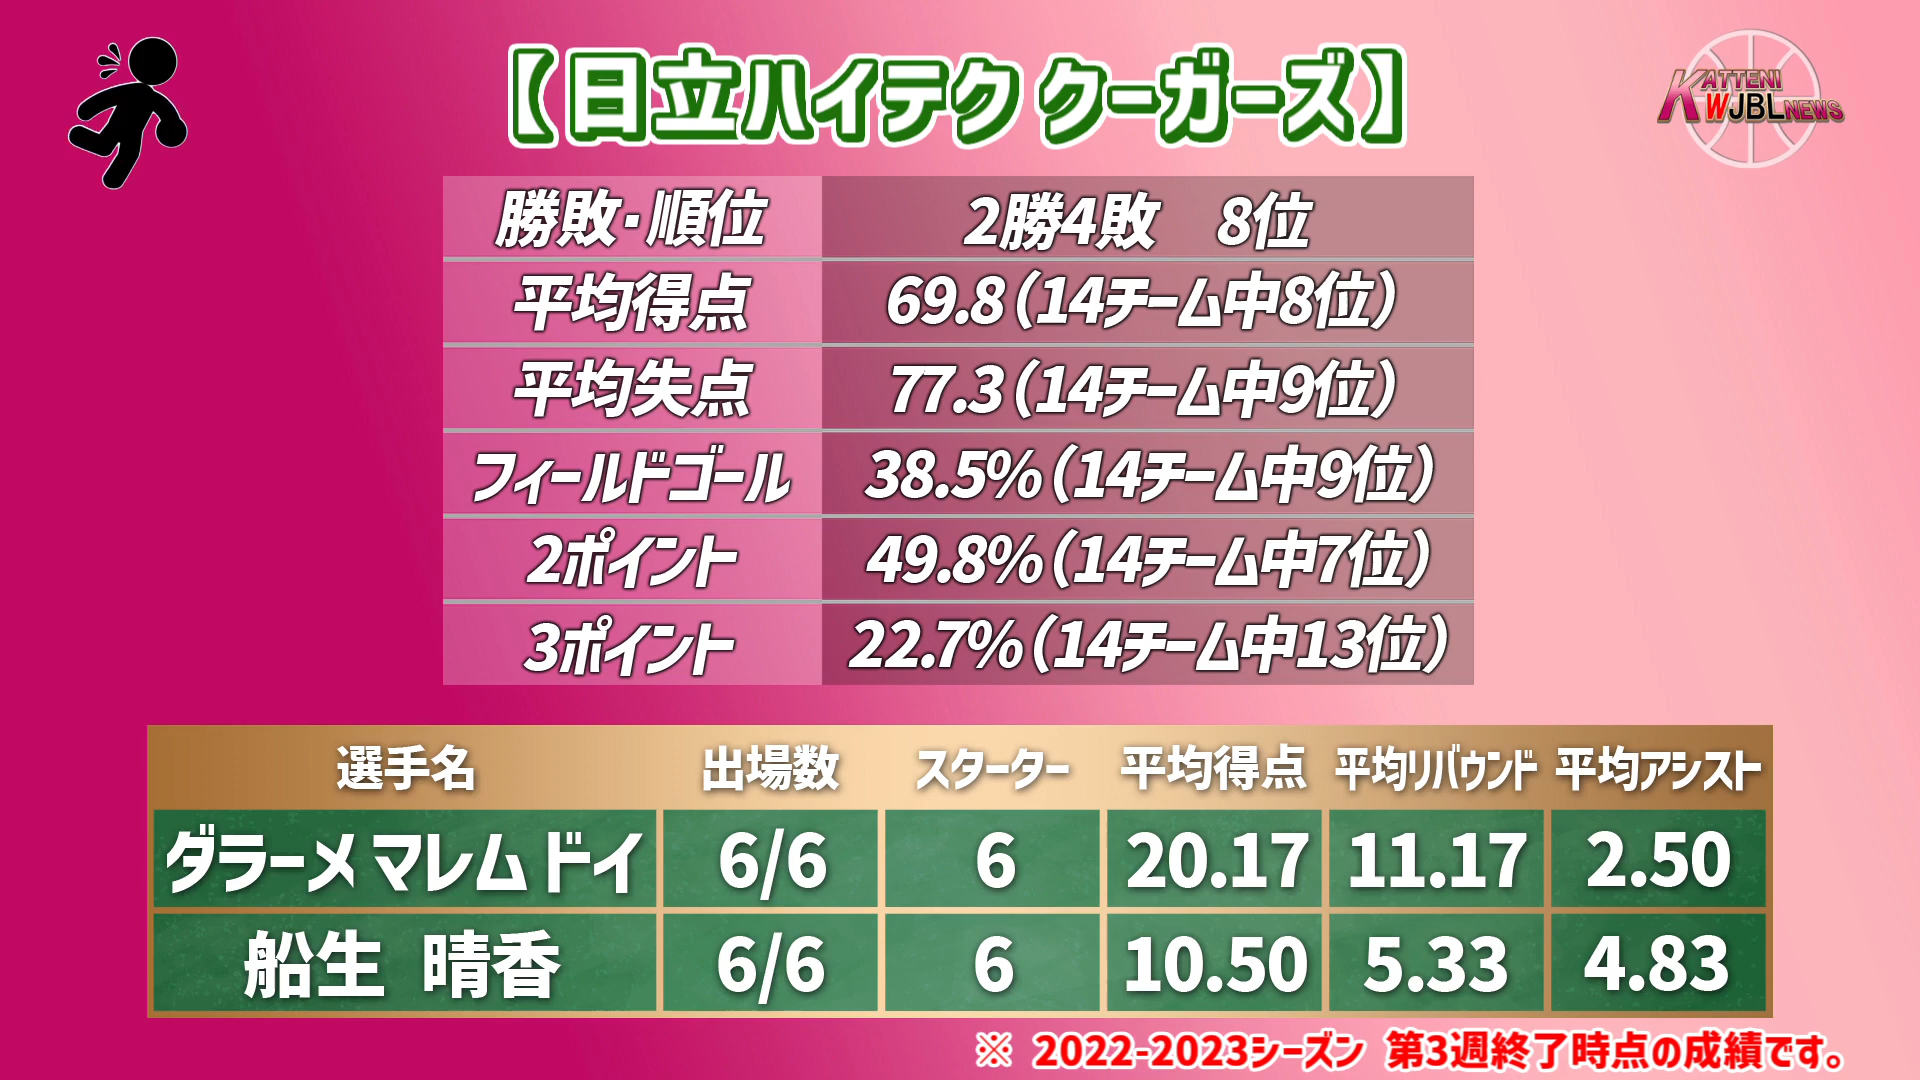 【日立ハイテク クーガーズ】
KATTENI
WJBL NEWS
勝敗・順位 2勝4敗 8位
平均得点 69.8（14チーム中8位）
平均失点 77.3（14チーム中9位）
フィールドゴール 38.5%（14チーム中9位）
2ポイント 49.8%（14チーム中7位）
3ポイント 22.7%（14チーム中13位）
選手名 出場数 スターター 平均得点 平均リバウンド 平均アシスト
ダラーメ マレム ドイ 6/6 6 20.17 11.17 2.50
船生 晴香 6/6 6 10.50 5.33 4.83
※ 2022-2023シーズン 第3週終了時点の成績です。